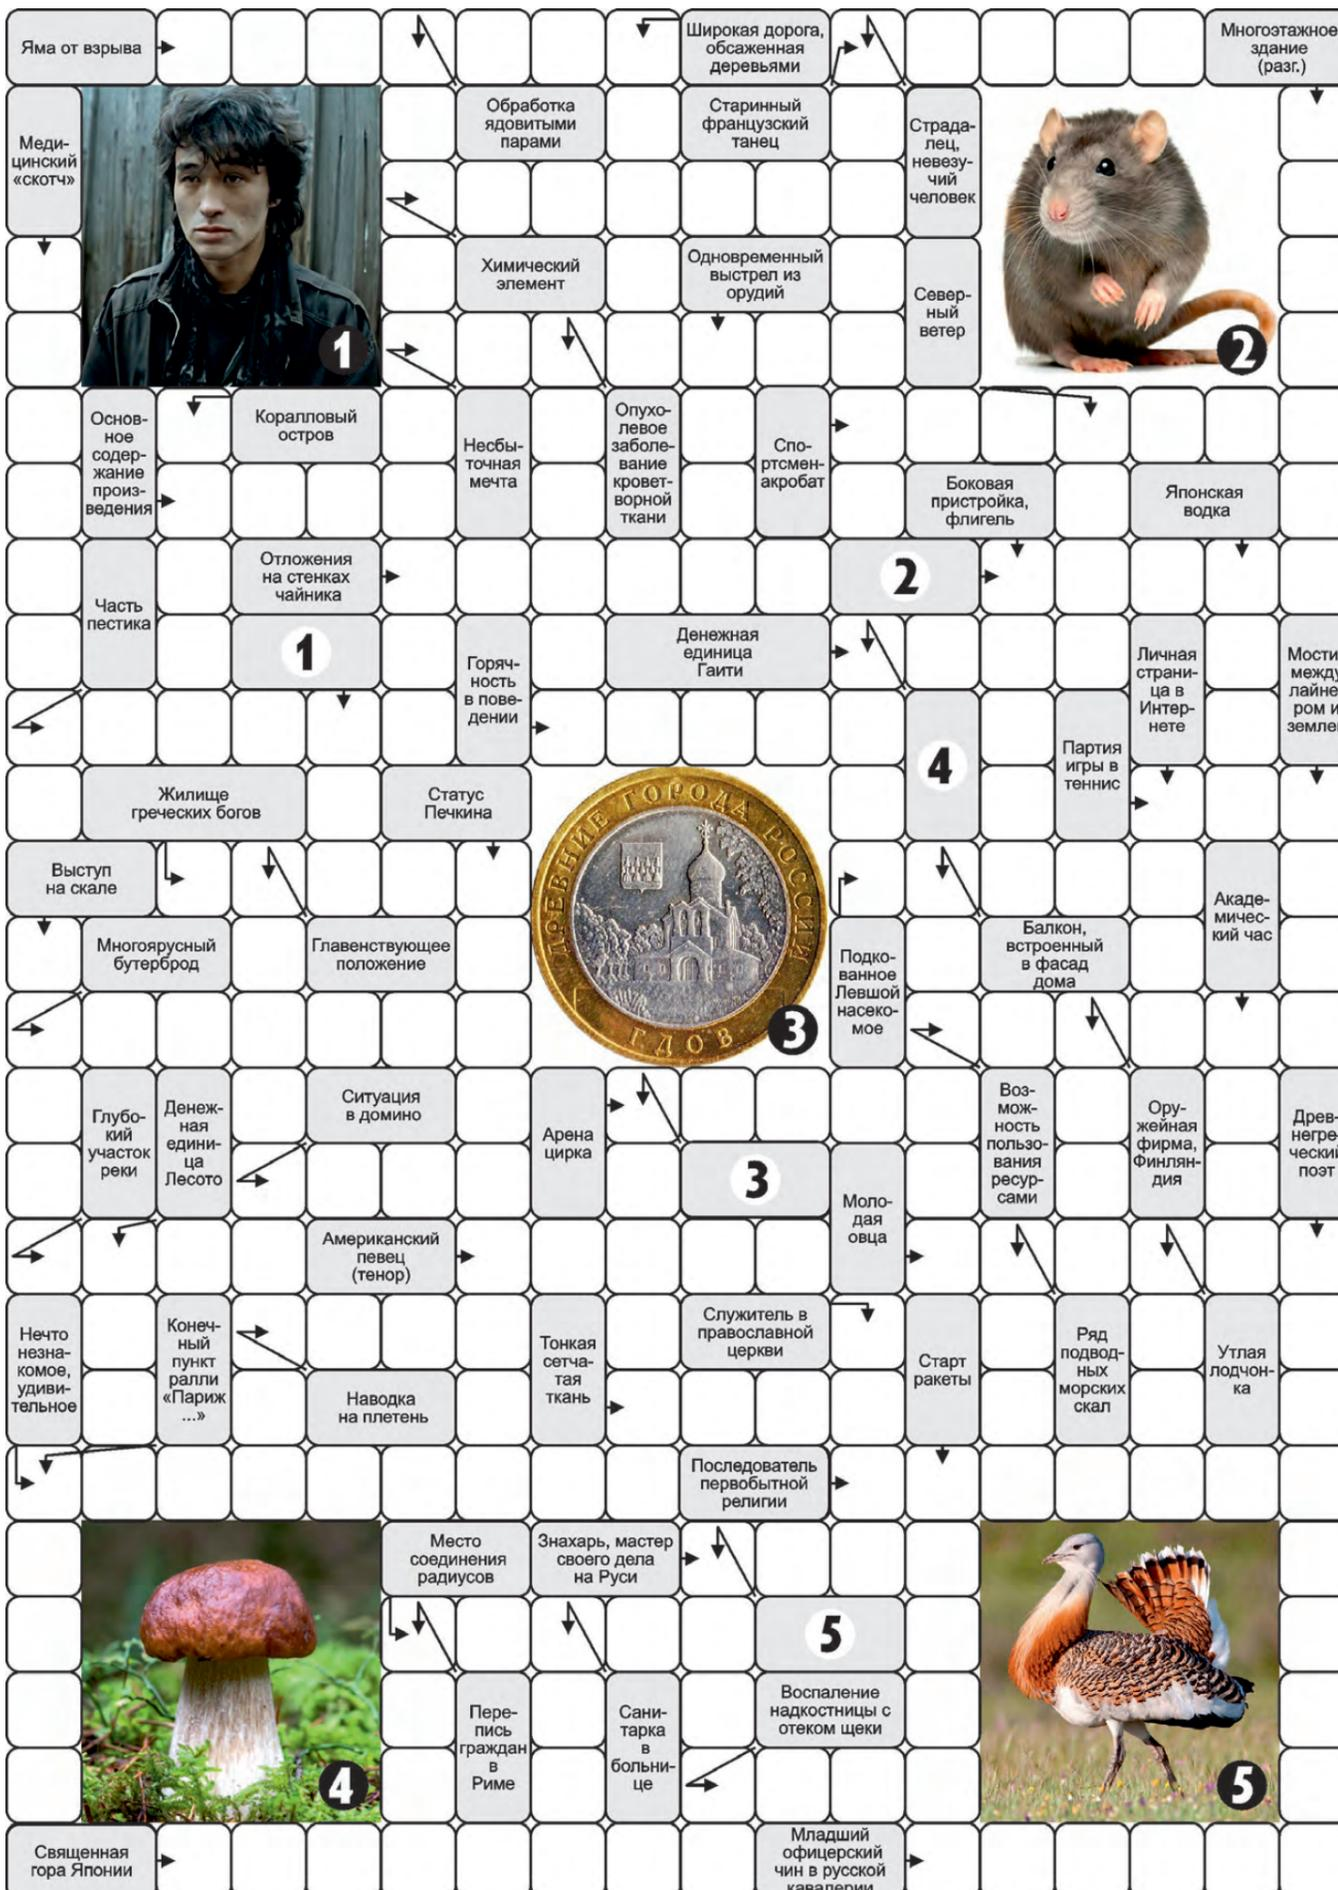 Яма от взрыва
Широкая дорога,
обсаженная
деревьями
Многоэтажное
здание
(разг.)
Меди-
цинский
«скотч»
1
Обработка
ядовитыми
парами
Старинный
французский
танец
Страда-
лец,
невезу-
чий
человек
2
Химический
элемент
Одновременный
выстрел из
орудий
Север-
ный
ветер
Основ-
ное
содер-
жание
произ-
ведения
Коралловый
остров
Несбы-
точная
мечта
Опухо-
левое
заболе-
вание
кровет-
ворной
ткани
Спо-
ртсмен-
акробат
Боковая
пристройка,
флигель
Японская
водка
Часть
пестика
Отложения
на стенках
чайника
2
1
Горяч-
ность
в пове-
дении
Денежная
единица
Гаити
Личная
страни-
ца в
Интер-
нете
Мости
между
лайне-
ром и
землей
4
Партия
игры в
теннис
Жилище
греческих богов
Статус
Печкина
ДРЕВНИЕ ГОРОДА РОССИИ
ГДОВ
3
Выступ
на скале
Акаде-
мичес-
кий час
Многоярусный
бутерброд
Главенствующее
положение
Подко-
ванное
Левшой
насеко-
мое
Балкон,
встроенный
в фасад
дома
Глубо-
кий
участок
реки
Денеж-
ная
едини-
ца
Лесото
Ситуация
в домино
Арена
цирка
3
Моло-
дая
овца
Воз-
мож-
ность
пользо-
вания
ресур-
сами
Ору-
жейная
фирма,
Финлян-
дия
Древ-
негре-
ческий
поэт
Американский
певец
(тенор)
Нечто
незна-
комое,
удиви-
тельное
Конеч-
ный
пункт
ралли
«Париж
...»
Наводка
на плетень
Тонкая
сетча-
тая
ткань
Служитель в
православной
церкви
Старт
ракеты
Ряд
подвод-
ных
морских
скал
Утлая
лодчон-
ка
Последователь
первобытной
религии
4
Место
соединения
радиусов
Знахарь, мастер
своего дела
на Руси
5
5
Пере-
пись
граждан
в
Риме
Сани-
тарка
в
больни-
це
Воспаление
надкостницы с
отеком щеки
Священная
гора Японии
Младший
офицерский
чин в русской
кавалерии